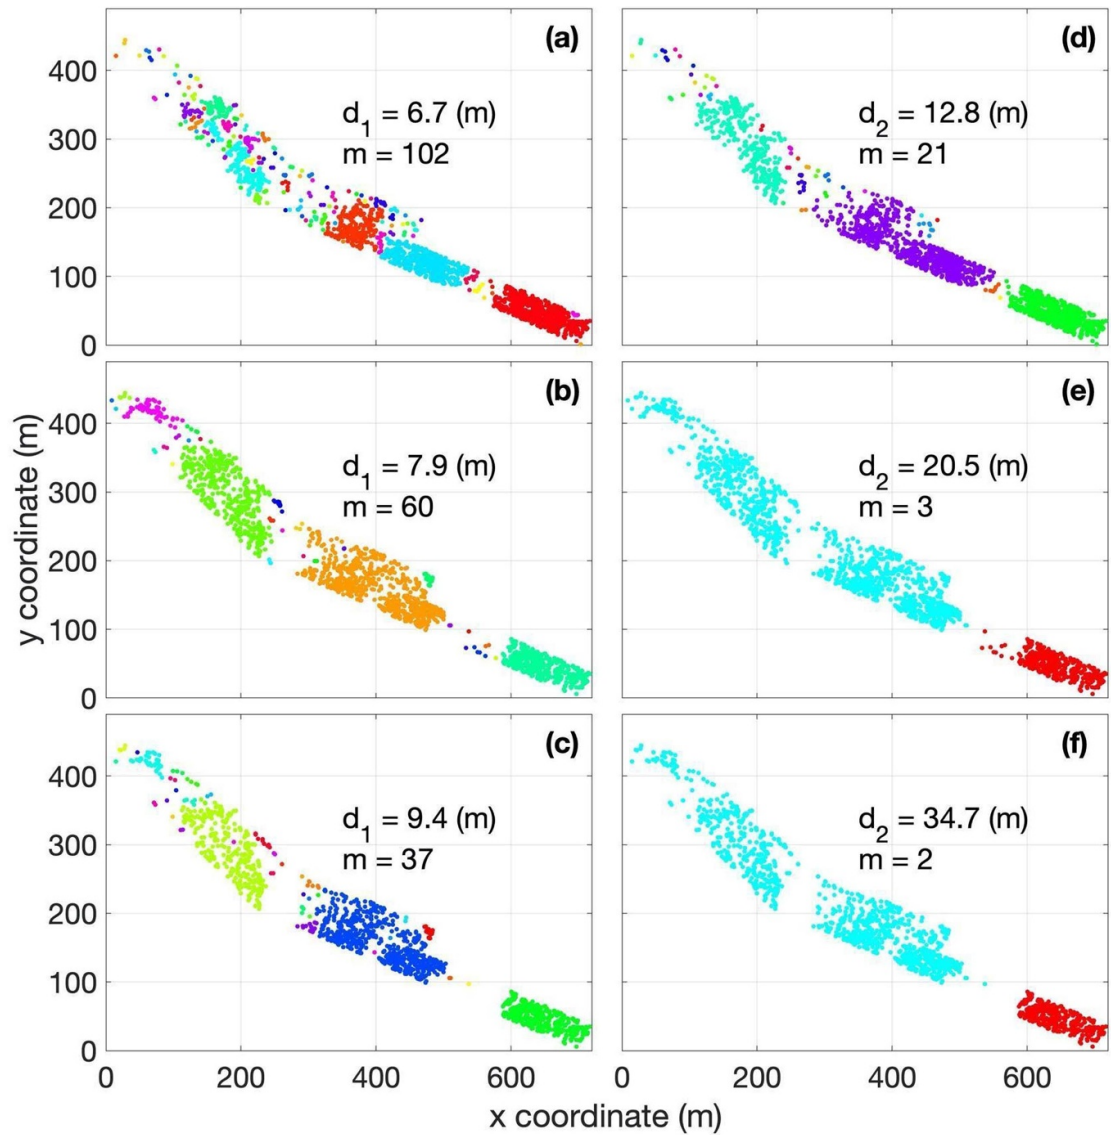 (a)
d1 = 6.7 (m)
m = 102
400
300
200
100
0
(d)
d2 = 12.8 (m)
m = 21
(b)
d1 = 7.9 (m)
m = 60
400
300
200
100
0
y coordinate (m)
(e)
d2 = 20.5 (m)
m = 3
(c)
d1 = 9.4 (m)
m = 37
400
300
200
100
0
0 200 400 600
(f)
d2 = 34.7 (m)
m = 2
0 200 400 600
x coordinate (m)